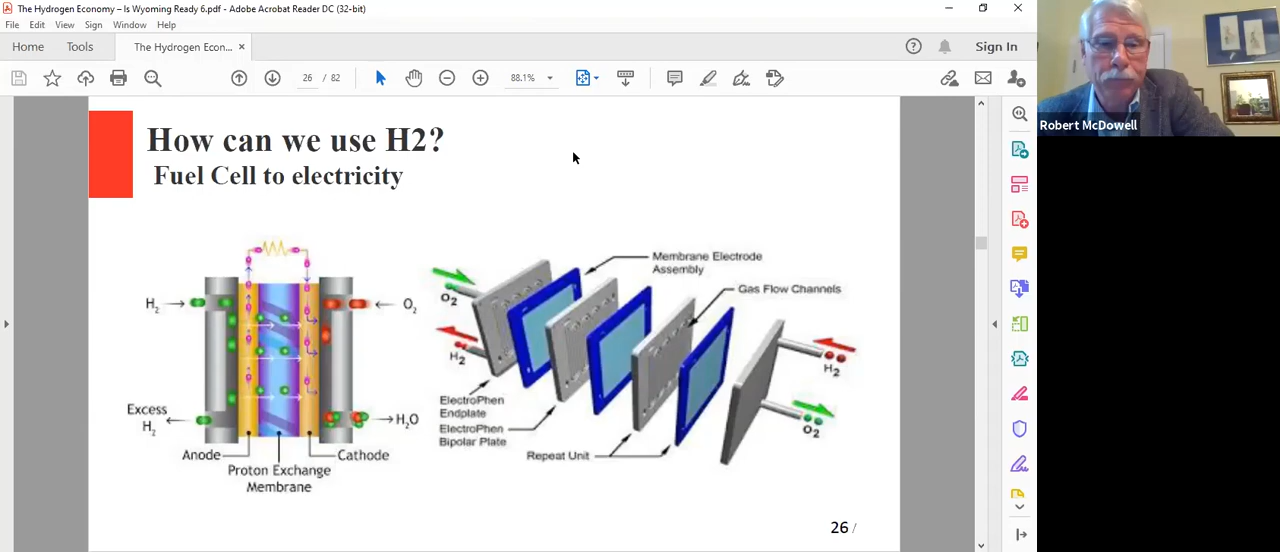 The Hydrogen Economy – Is Wyoming Ready 6.pdf - Adobe Acrobat Reader DC (32-bit)
File Edit View Sign Window Help
Home Tools The Hydrogen Econ... ×
Sign In
26 / 82
88.1%
Robert McDowell
How can we use H2?
Fuel Cell to electricity
H2
O2
Excess
H2
H2O
Anode
Cathode
Proton Exchange
Membrane
Membrane Electrode
Assembly
Gas Flow Channels
O2
H2
H2
O2
ElectroPhen
Endplate
ElectroPhen
Bipolar Plate
Repeat Unit
26 /